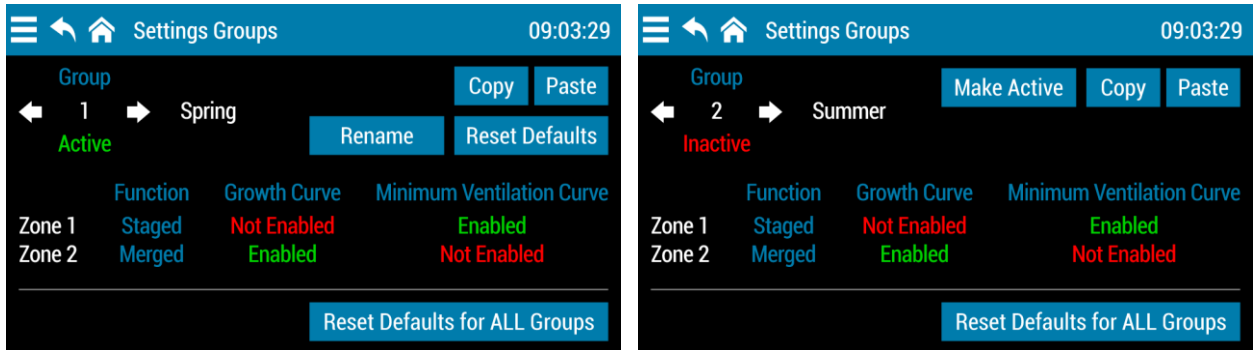 Settings Groups 09:03:29
Group
Copy Paste
1 Spring
Active
Rename Reset Defaults
Function Growth Curve Minimum Ventilation Curve
Zone 1 Staged Not Enabled Enabled
Zone 2 Merged Enabled Not Enabled
Reset Defaults for ALL Groups
Settings Groups 09:03:29
Group
Make Active Copy Paste
2 Summer
Inactive
Function Growth Curve Minimum Ventilation Curve
Zone 1 Staged Not Enabled Enabled
Zone 2 Merged Enabled Not Enabled
Reset Defaults for ALL Groups